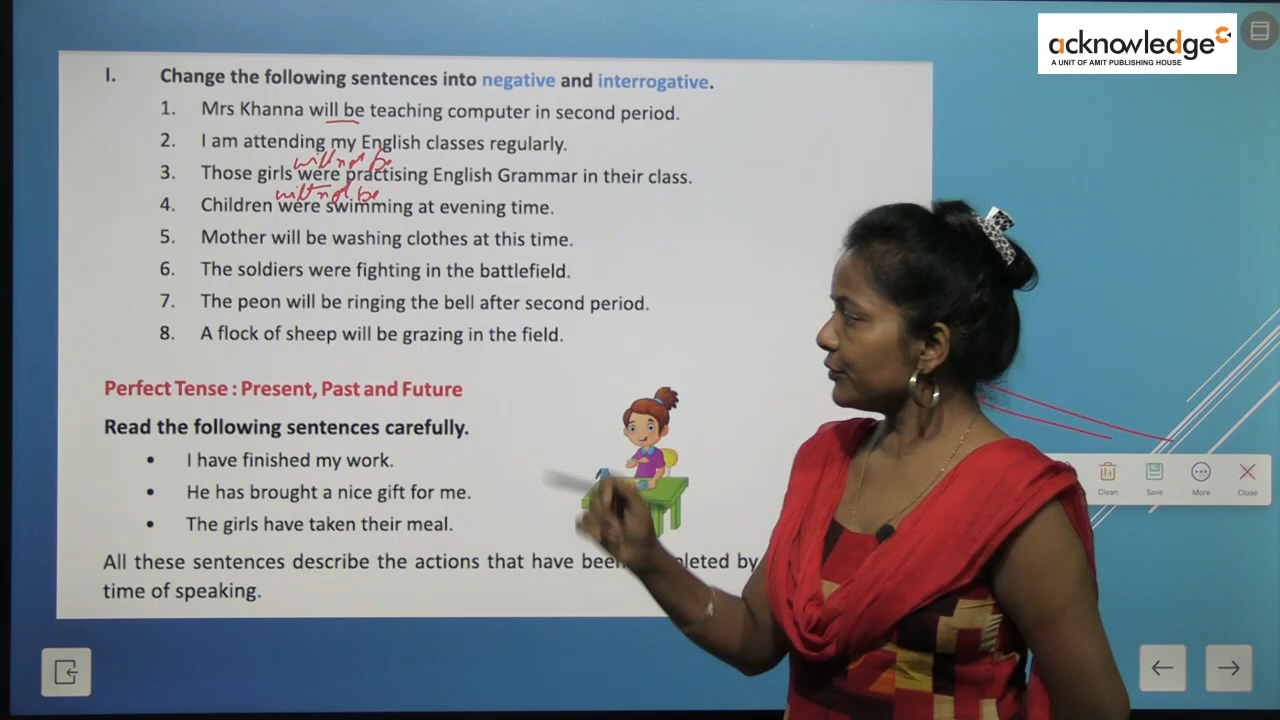 acknowledge
A UNIT OF AMIT PUBLISHING HOUSE
I. Change the following sentences into negative and interrogative.
1. Mrs Khanna will be teaching computer in second period.
2. I am attending my English classes regularly.
will not be
3. Those girls were practising English Grammar in their class.
will not be
4. Children were swimming at evening time.
5. Mother will be washing clothes at this time.
6. The soldiers were fighting in the battlefield.
7. The peon will be ringing the bell after second period.
8. A flock of sheep will be grazing in the field.
Perfect Tense : Present, Past and Future
Read the following sentences carefully.
• I have finished my work.
• He has brought a nice gift for me.
• The girls have taken their meal.
All these sentences describe the actions that have been by
time of speaking.
Clean Save More Close